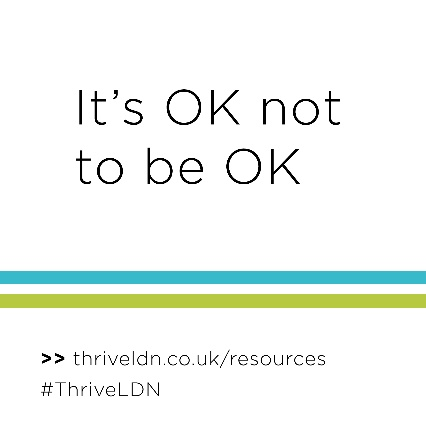 It's OK not
to be OK
>> thriveldn.co.uk/resources
#ThriveLDN